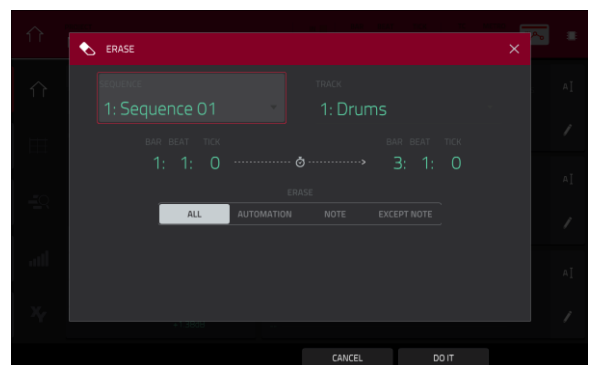 ERASE
SEQUENCE TRACK
1: Sequence 01 1: Drums
BAR BEAT TICK BAR BEAT TICK
1: 1: 0 3: 1: 0
ERASE
ALL AUTOMATION NOTE EXCEPT NOTE
CANCEL DO IT